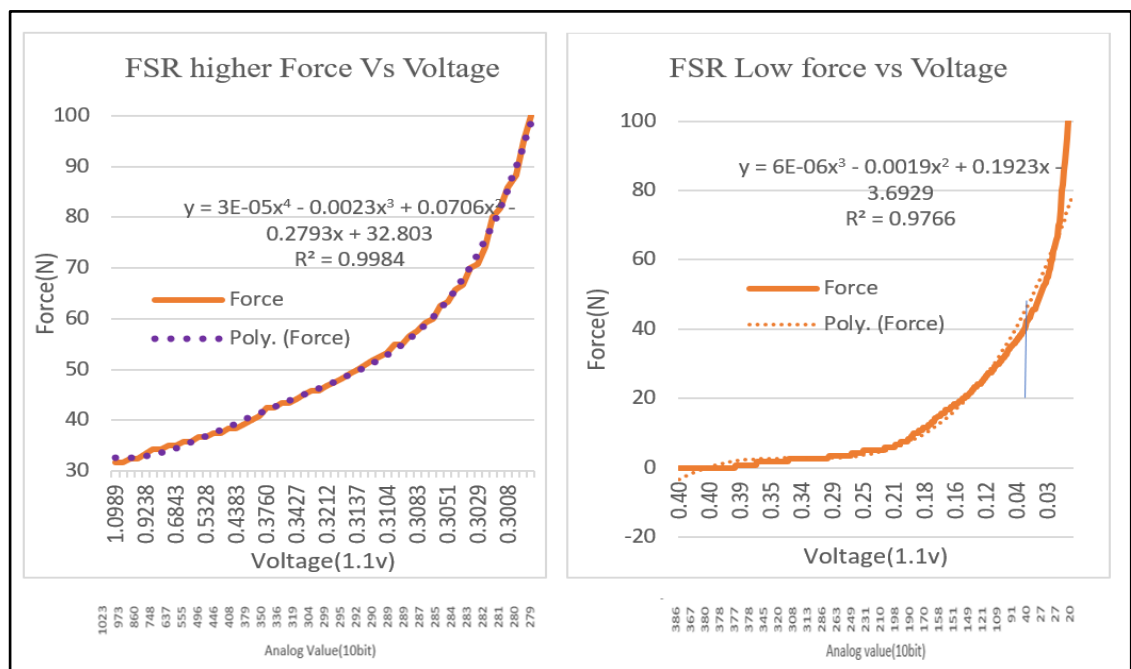 FSR higher Force Vs Voltage
100
90
80
70
60
50
40
30
Force(N)
y = 3E-05x⁴ - 0.0023x³ + 0.0706x² -
0.2793x + 32.803
R² = 0.9984
Force
Poly. (Force)
1.0989 0.9238 0.6843 0.5328 0.4383 0.3760 0.3427 0.3212 0.3137 0.3104 0.3083 0.3051 0.3029 0.3008
Voltage(1.1v)
1023 973 860 748 637 555 496 446 408 379 350 336 319 304 299 295 292 290 289 289 287 285 284 283 282 281 280 279
Analog Value(10bit)
FSR Low force vs Voltage
100
80
60
40
20
0
-20
Force(N)
y = 6E-06x³ - 0.0019x² + 0.1923x -
3.6929
R² = 0.9766
Force
Poly. (Force)
0.40 0.40 0.39 0.35 0.34 0.29 0.25 0.21 0.18 0.16 0.12 0.04 0.03
Voltage(1.1v)
386 367 380 378 377 345 320 308 313 284 263 249 231 210 198 190 170 158 151 149 121 109 91 40 27 27 20
Analog value(10bit)